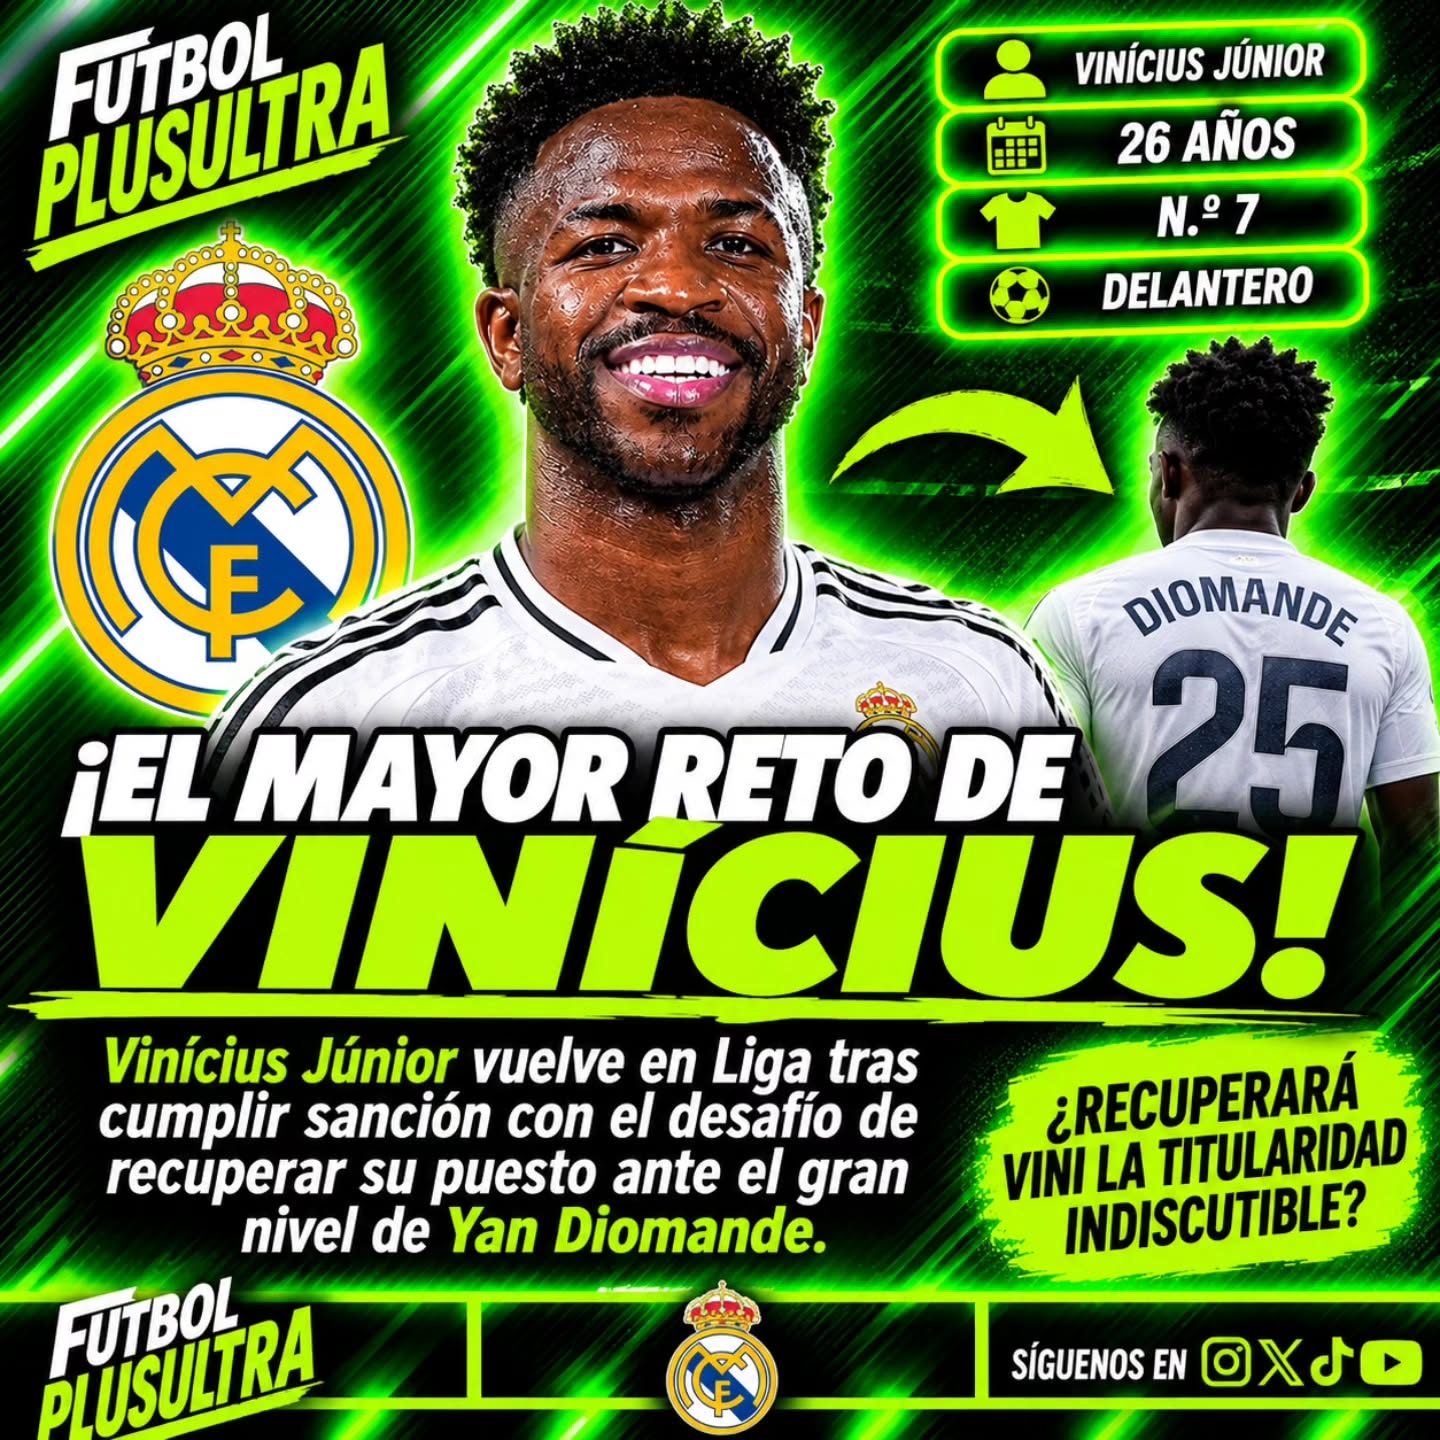 FUTBOL
PLUSULTRA
VINÍCIUS JÚNIOR
26 AÑOS
N.º 7
DELANTERO
DIOMANDE
25
¡EL MAYOR RETO DE
VINÍCIUS!
Vinícius Júnior vuelve en Liga tras
cumplir sanción con el desafío de
recuperar su puesto ante el gran
nivel de Yan Diomande.
¿RECUPERARÁ
VINI LA TITULARIDAD
INDISCUTIBLE?
FUTBOL
PLUSULTRA
SÍGUENOS EN